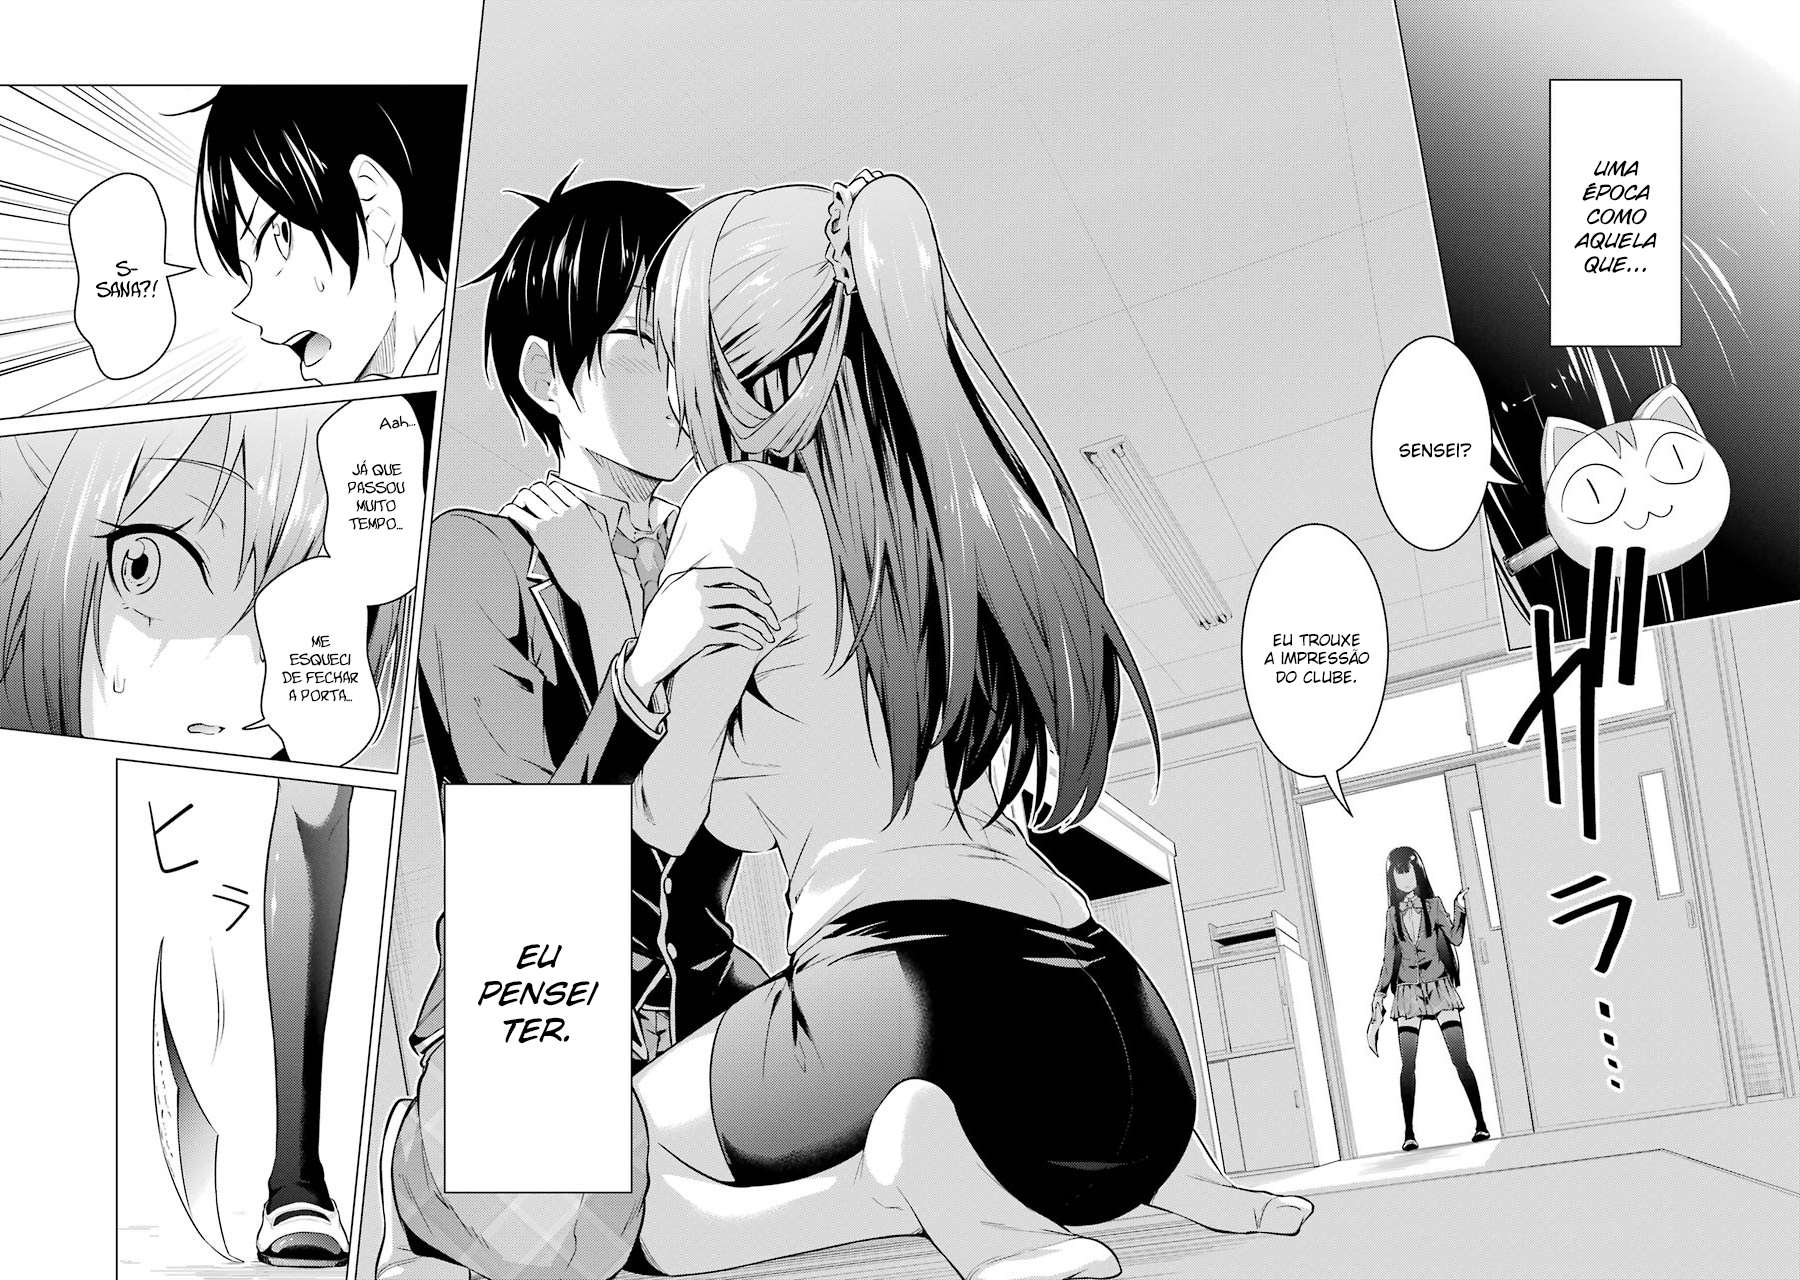 UMA
ÉPOCA
COMO
AQUELA
QUE...
SENSEI?
ガラ……
EU TROUXE
A IMPRESSÃO
DO CLUBE.
EU
PENSEI
TER.
S-
SANA?!
Aah...
JÁ QUE
PASSOU
MUITO
TEMPO...
ME
ESQUECI
DE FECHAR
A PORTA...
ヒラ